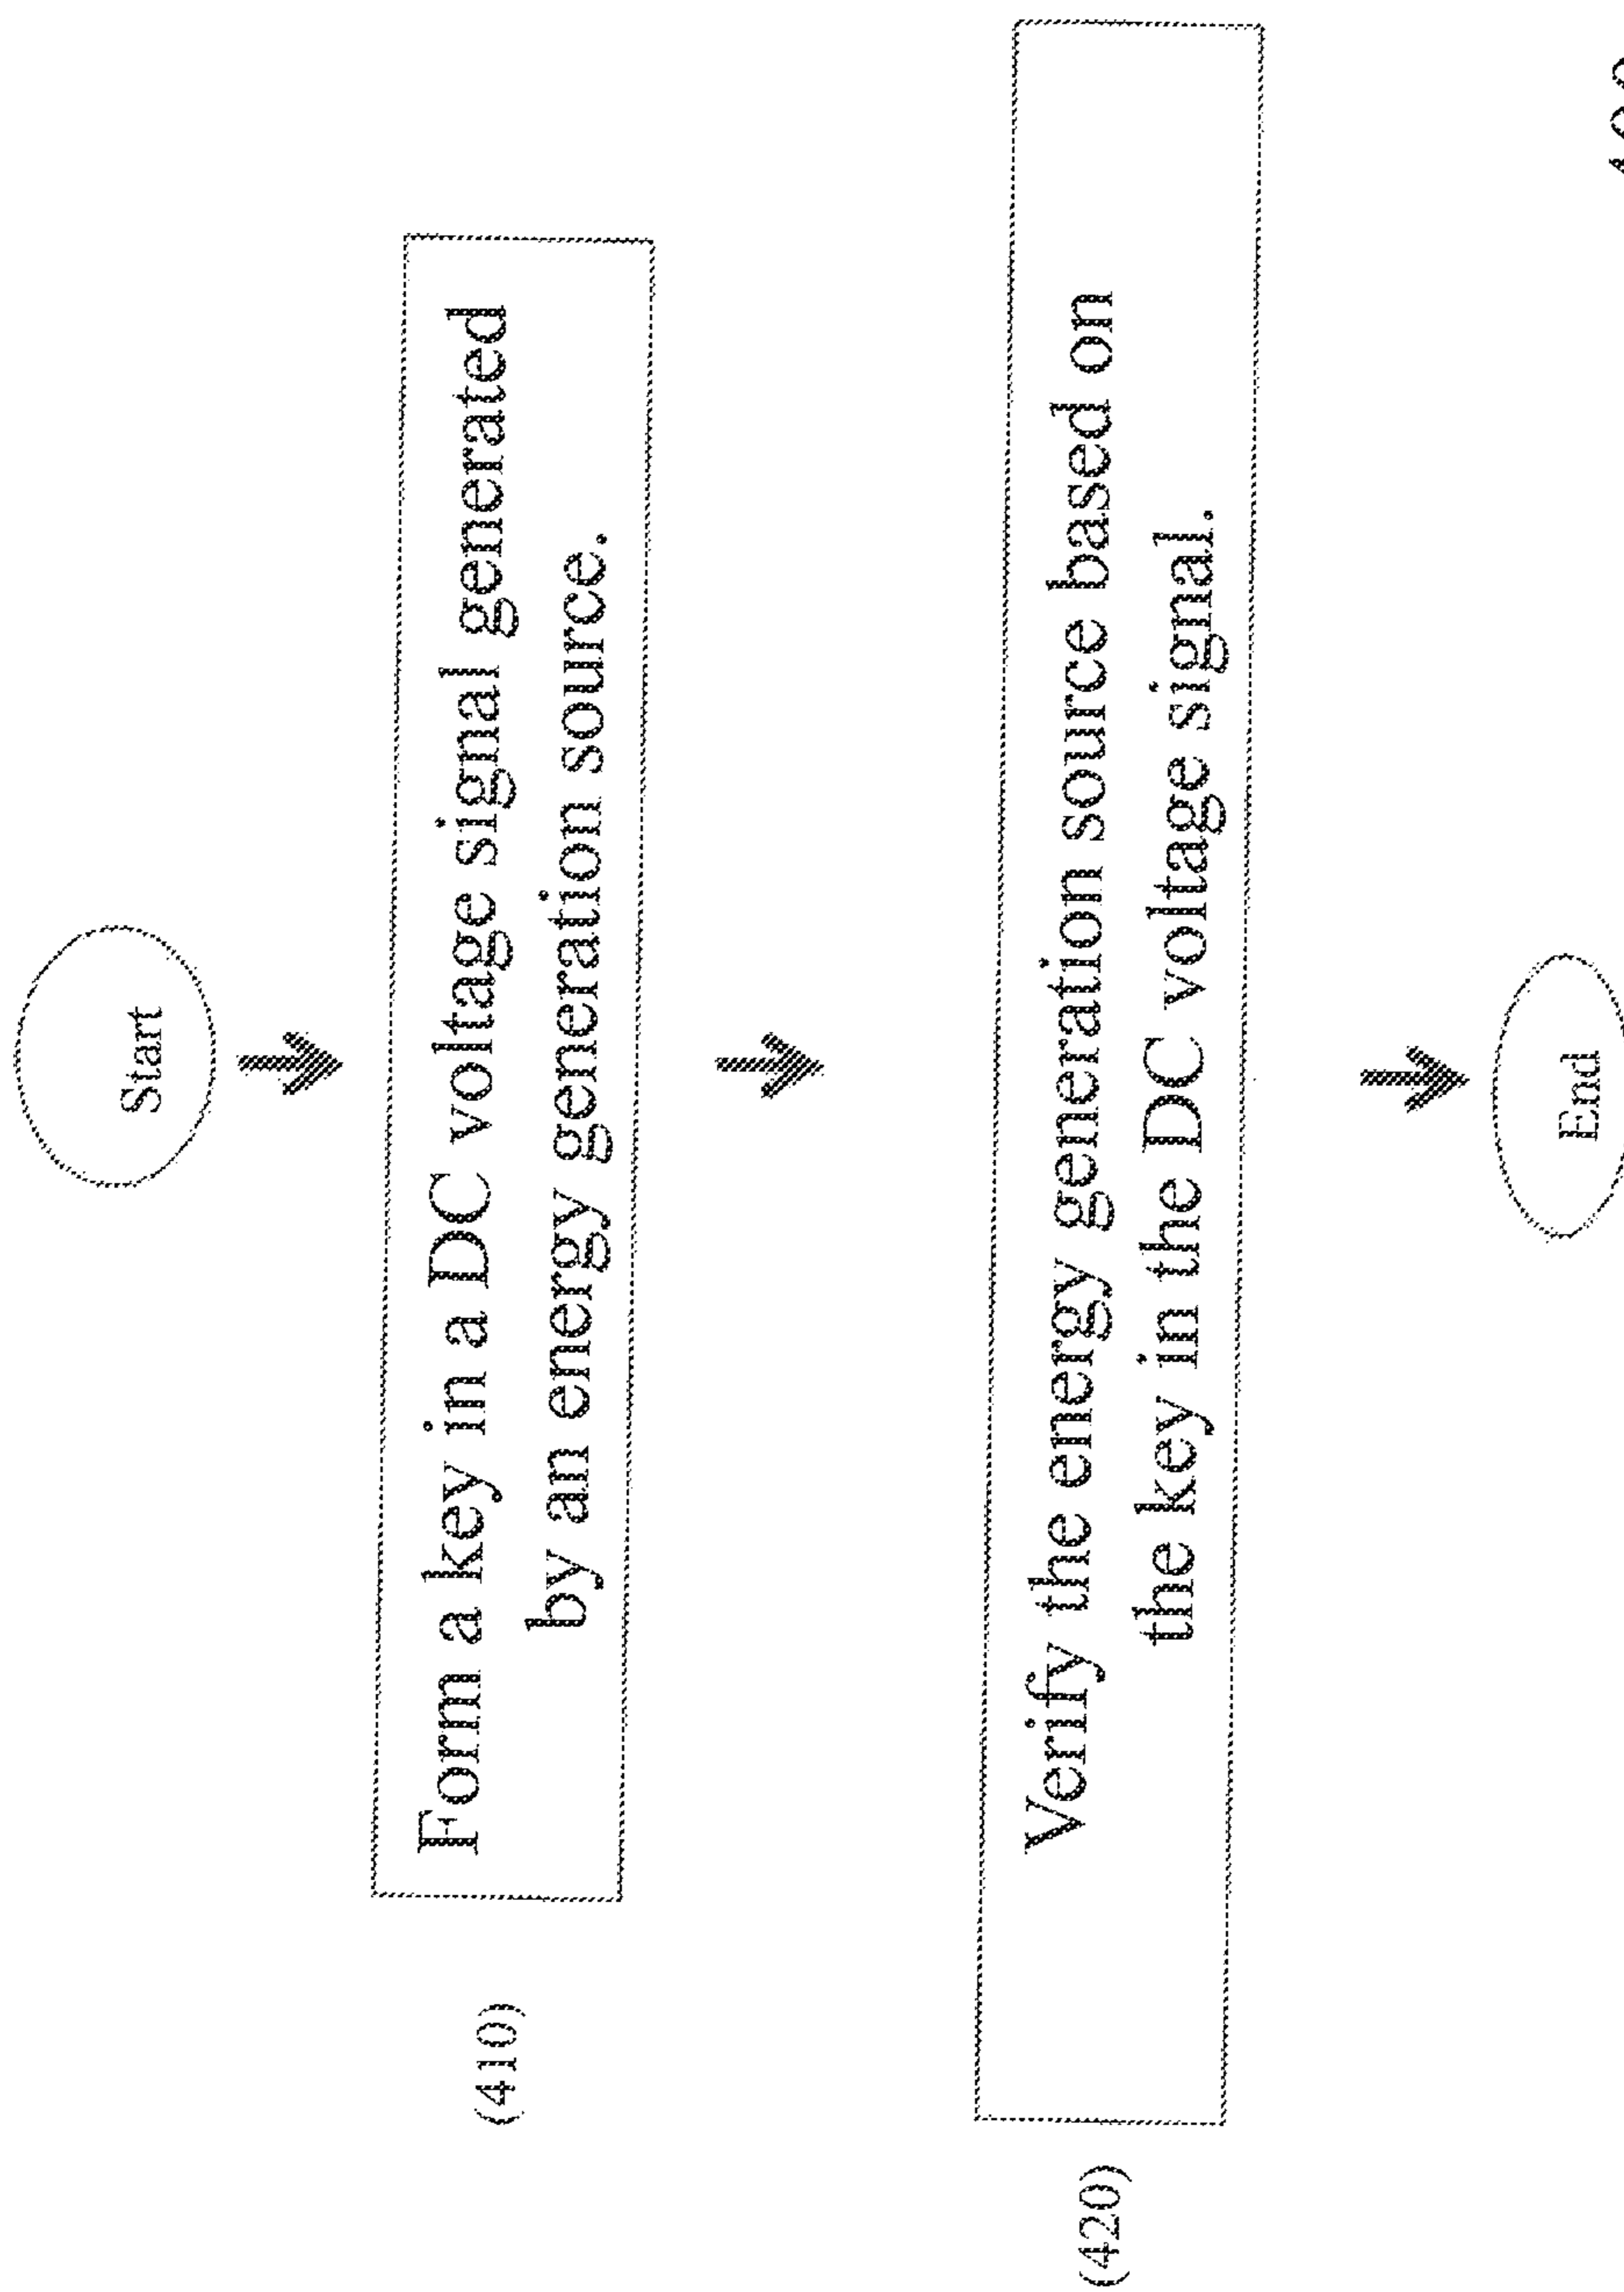 Start
(410)
Form a key in a DC voltage signal generated
by an energy generation source.
(420)
Verify the energy generation source based on
the key in the DC voltage signal.
End